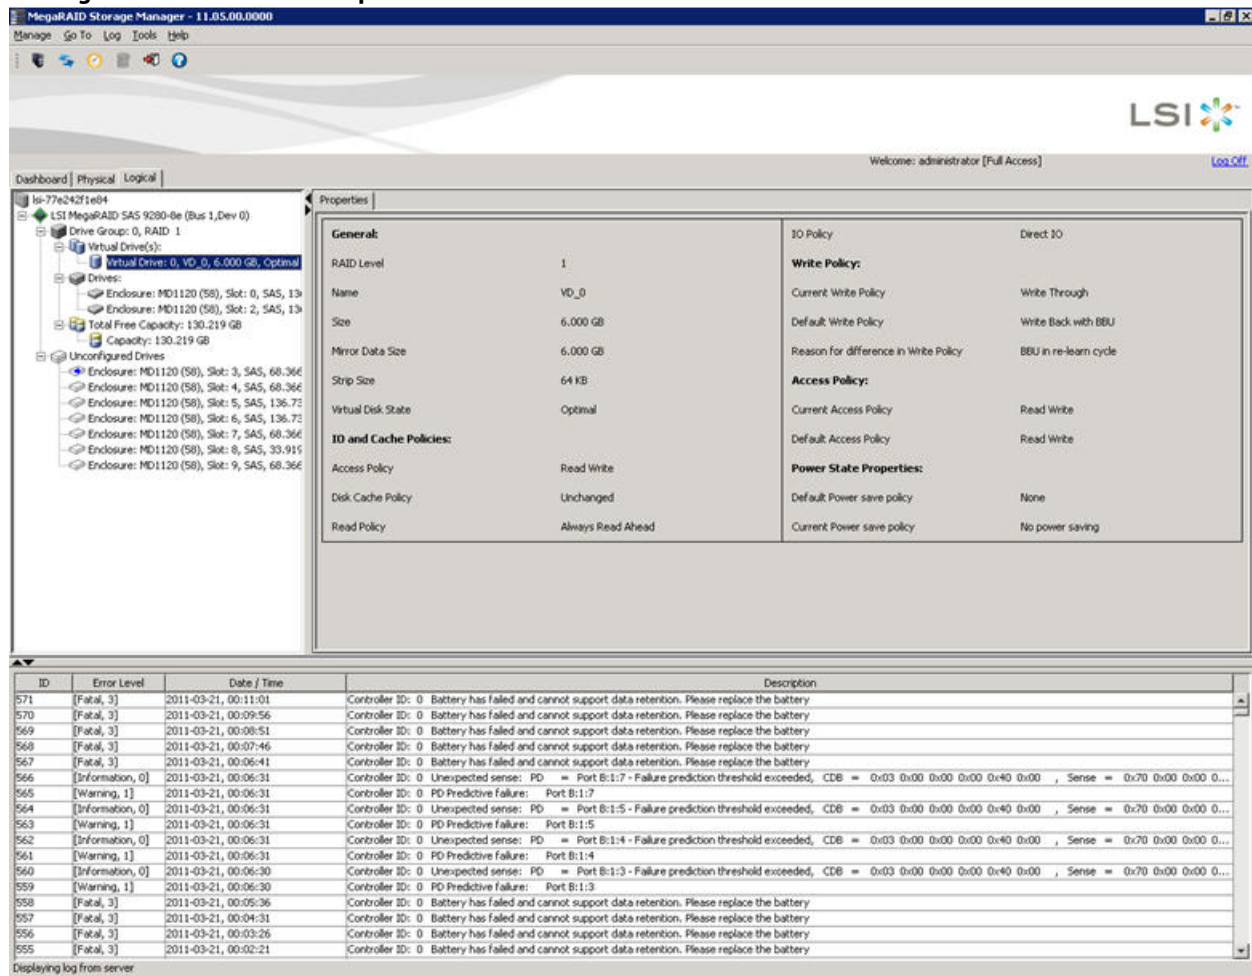 MegaRAID Storage Manager - 11.05.00.0000
Manage Go To Log Tools Help
LSI
Welcome: administrator [Full Access]
Log Off
Dashboard Physical Logical
lsi-77e242f1e84
LSI MegaRAID SAS 9280-8e (Bus 1,Dev 0)
Drive Group: 0, RAID 1
Virtual Drive(s):
Virtual Drive: 0, VD_0, 6.000 GB, Optimal
Drives:
Enclosure: MD1120 (58), Slot: 0, SAS, 13
Enclosure: MD1120 (58), Slot: 2, SAS, 13
Total Free Capacity: 130.219 GB
Capacity: 130.219 GB
Unconfigured Drives
Enclosure: MD1120 (58), Slot: 3, SAS, 68.366
Enclosure: MD1120 (58), Slot: 4, SAS, 68.366
Enclosure: MD1120 (58), Slot: 5, SAS, 136.73
Enclosure: MD1120 (58), Slot: 6, SAS, 136.73
Enclosure: MD1120 (58), Slot: 7, SAS, 68.366
Enclosure: MD1120 (58), Slot: 8, SAS, 33.919
Enclosure: MD1120 (58), Slot: 9, SAS, 68.366
Properties
General:
RAID Level 1
Name VD_0
Size 6.000 GB
Mirror Data Size 6.000 GB
Strip Size 64 KB
Virtual Disk State Optimal
IO and Cache Policies:
Access Policy Read Write
Disk Cache Policy Unchanged
Read Policy Always Read Ahead
IO Policy Direct IO
Write Policy:
Current Write Policy Write Through
Default Write Policy Write Back with BBU
Reason for difference in Write Policy BBU in re-learn cycle
Access Policy:
Current Access Policy Read Write
Default Access Policy Read Write
Power State Properties:
Default Power save policy None
Current Power save policy No power saving
ID Error Level Date / Time Description
571 [Fatal, 3] 2011-03-21, 00:11:01 Controller ID: 0 Battery has failed and cannot support data retention. Please replace the battery
570 [Fatal, 3] 2011-03-21, 00:09:56 Controller ID: 0 Battery has failed and cannot support data retention. Please replace the battery
569 [Fatal, 3] 2011-03-21, 00:08:51 Controller ID: 0 Battery has failed and cannot support data retention. Please replace the battery
568 [Fatal, 3] 2011-03-21, 00:07:46 Controller ID: 0 Battery has failed and cannot support data retention. Please replace the battery
567 [Fatal, 3] 2011-03-21, 00:06:41 Controller ID: 0 Battery has failed and cannot support data retention. Please replace the battery
566 [Information, 0] 2011-03-21, 00:06:31 Controller ID: 0 Unexpected sense: PD = Port B:1:7 - Failure prediction threshold exceeded, CDB = 0x03 0x00 0x00 0x00 0x40 0x00 , Sense = 0x70 0x00 0x00 0...
565 [Warning, 1] 2011-03-21, 00:06:31 Controller ID: 0 PD Predictive failure: Port B:1:7
564 [Information, 0] 2011-03-21, 00:06:31 Controller ID: 0 Unexpected sense: PD = Port B:1:5 - Failure prediction threshold exceeded, CDB = 0x03 0x00 0x00 0x00 0x40 0x00 , Sense = 0x70 0x00 0x00 0...
563 [Warning, 1] 2011-03-21, 00:06:31 Controller ID: 0 PD Predictive failure: Port B:1:5
562 [Information, 0] 2011-03-21, 00:06:31 Controller ID: 0 Unexpected sense: PD = Port B:1:4 - Failure prediction threshold exceeded, CDB = 0x03 0x00 0x00 0x00 0x40 0x00 , Sense = 0x70 0x00 0x00 0...
561 [Warning, 1] 2011-03-21, 00:06:31 Controller ID: 0 PD Predictive failure: Port B:1:4
560 [Information, 0] 2011-03-21, 00:06:30 Controller ID: 0 Unexpected sense: PD = Port B:1:3 - Failure prediction threshold exceeded, CDB = 0x03 0x00 0x00 0x00 0x40 0x00 , Sense = 0x70 0x00 0x00 0...
559 [Warning, 1] 2011-03-21, 00:06:30 Controller ID: 0 PD Predictive failure: Port B:1:3
558 [Fatal, 3] 2011-03-21, 00:05:36 Controller ID: 0 Battery has failed and cannot support data retention. Please replace the battery
557 [Fatal, 3] 2011-03-21, 00:04:31 Controller ID: 0 Battery has failed and cannot support data retention. Please replace the battery
556 [Fatal, 3] 2011-03-21, 00:03:26 Controller ID: 0 Battery has failed and cannot support data retention. Please replace the battery
555 [Fatal, 3] 2011-03-21, 00:02:21 Controller ID: 0 Battery has failed and cannot support data retention. Please replace the battery
Displaying log from server